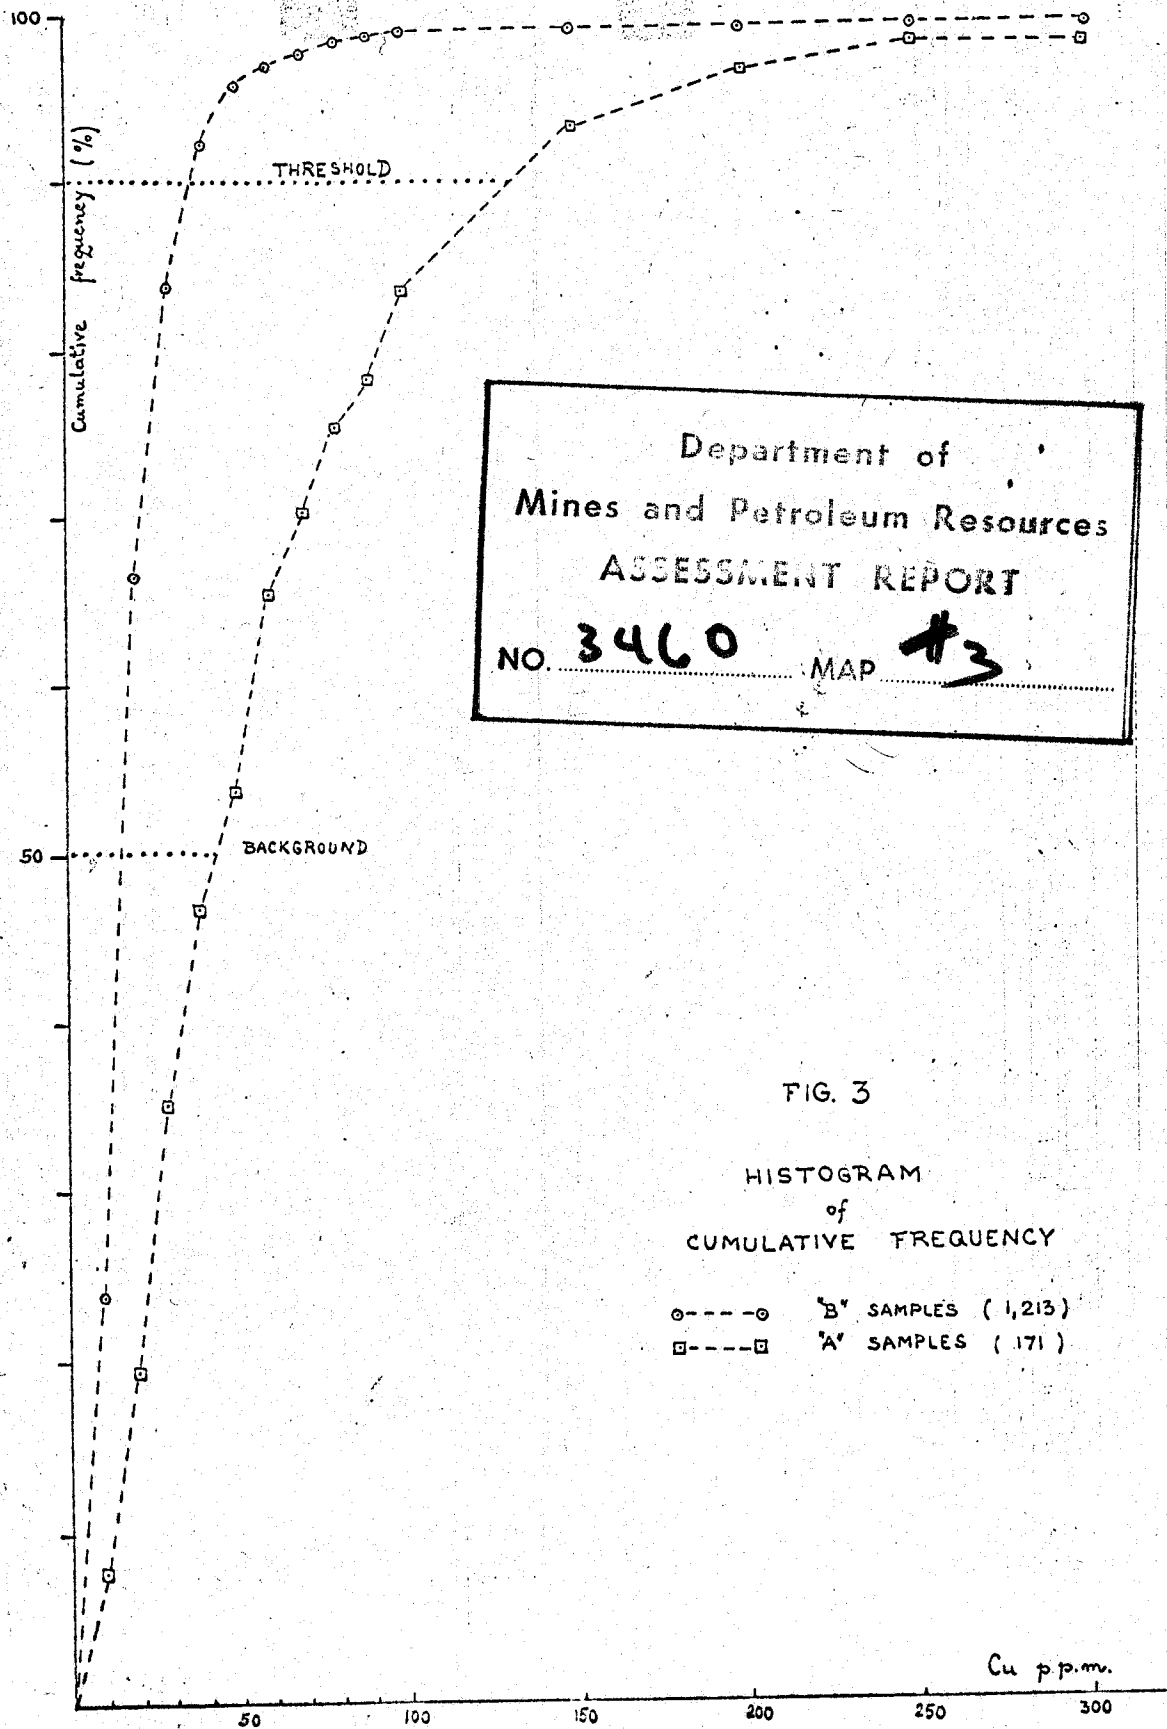 100
Cumulative frequency (%)
THRESHOLD
Department of
Mines and Petroleum Resources
ASSESSMENT REPORT
NO. 3460 MAP #3
50
BACKGROUND
FIG. 3
HISTOGRAM
of
CUMULATIVE FREQUENCY
"B" SAMPLES (1,213)
"A" SAMPLES (171)
Cu p.p.m.
50 100 150 200 250 300